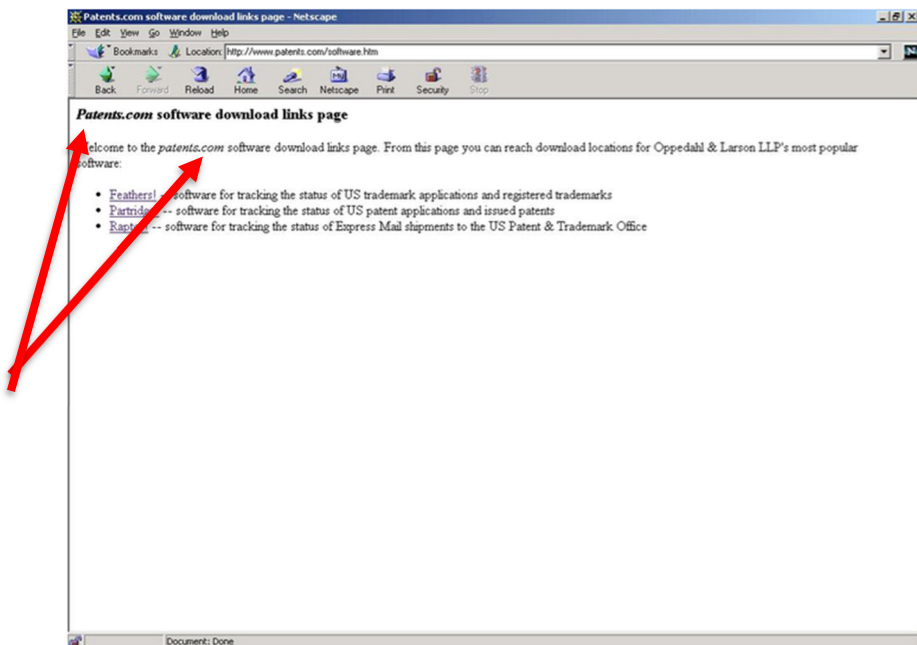 Patents.com software download links page - Netscape
File Edit View Go Window Help
Bookmarks Location: http://www.patents.com/software.htm
Back Forward Reload Home Search Netscape Print Security Stop
Patents.com software download links page
Welcome to the patents.com software download links page. From this page you can reach download locations for Oppedahl & Larson LLP's most popular
software:
Feathers! -- software for tracking the status of US trademark applications and registered trademarks
-- software for tracking the status of US patent applications and issued patents
-- software for tracking the status of Express Mail shipments to the US Patent & Trademark Office
Document: Done